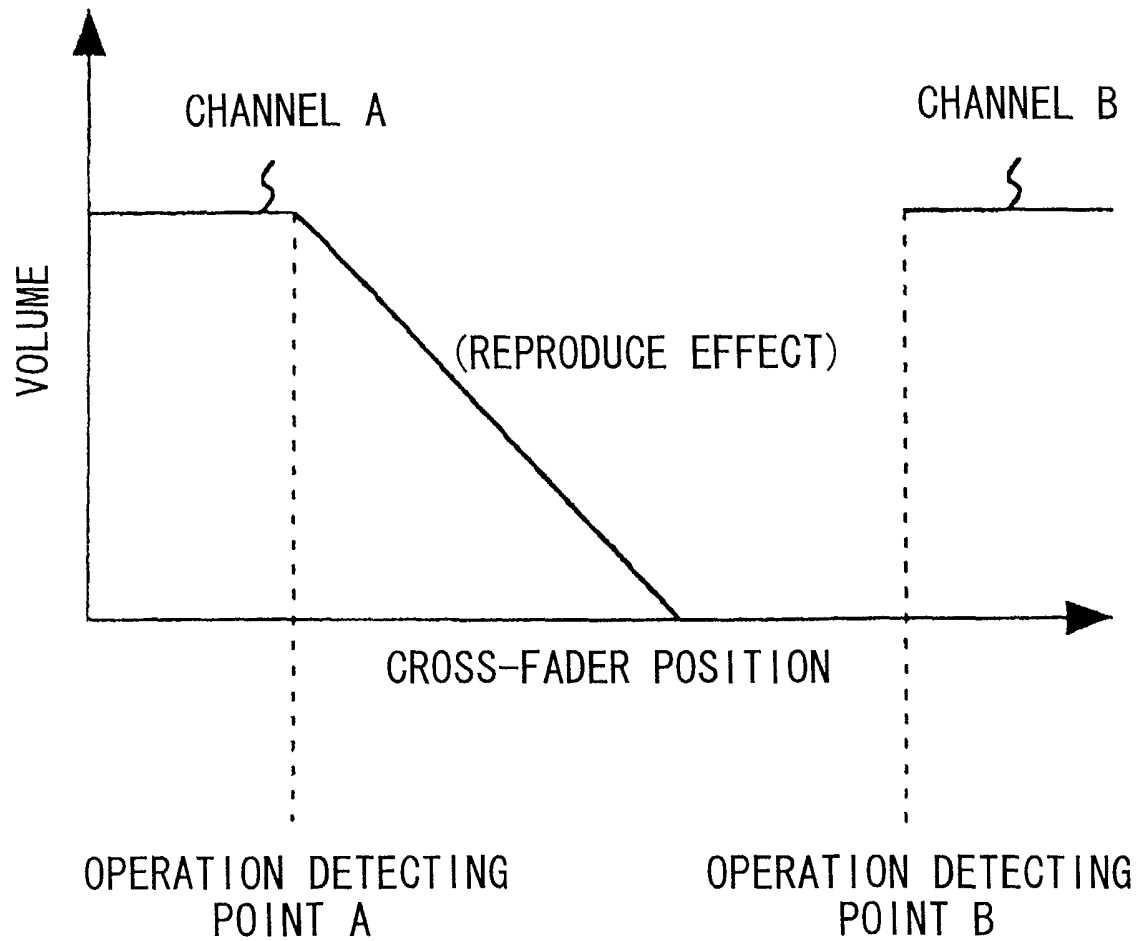 CHANNEL A
CHANNEL B
VOLUME
(REPRODUCE EFFECT)
CROSS-FADER POSITION
OPERATION DETECTING
POINT A
OPERATION DETECTING
POINT B